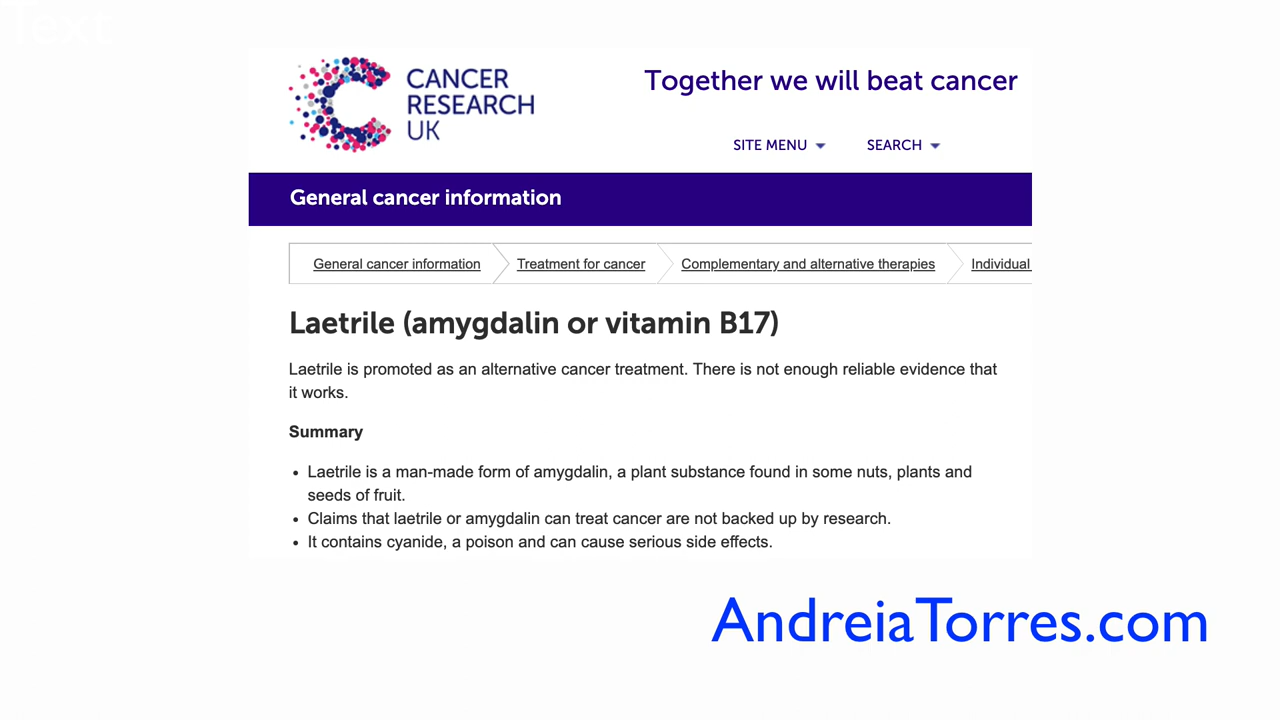 Text
CANCER
RESEARCH
UK
Together we will beat cancer
SITE MENU
SEARCH
General cancer information
General cancer information
Treatment for cancer
Complementary and alternative therapies
Individual
Laetrile (amygdalin or vitamin B17)
Laetrile is promoted as an alternative cancer treatment. There is not enough reliable evidence that
it works.
Summary
• Laetrile is a man-made form of amygdalin, a plant substance found in some nuts, plants and
seeds of fruit.
• Claims that laetrile or amygdalin can treat cancer are not backed up by research.
• It contains cyanide, a poison and can cause serious side effects.
AndreiaTorres.com